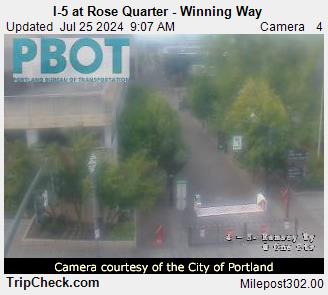 I-5 at Rose Quarter - Winning Way
Updated Jul 25 2024 9:07 AM Camera 4
PBOT
PORTLAND BUREAU OF TRANSPORTATION
Camera courtesy of the City of Portland
TripCheck.com Milepost302.00